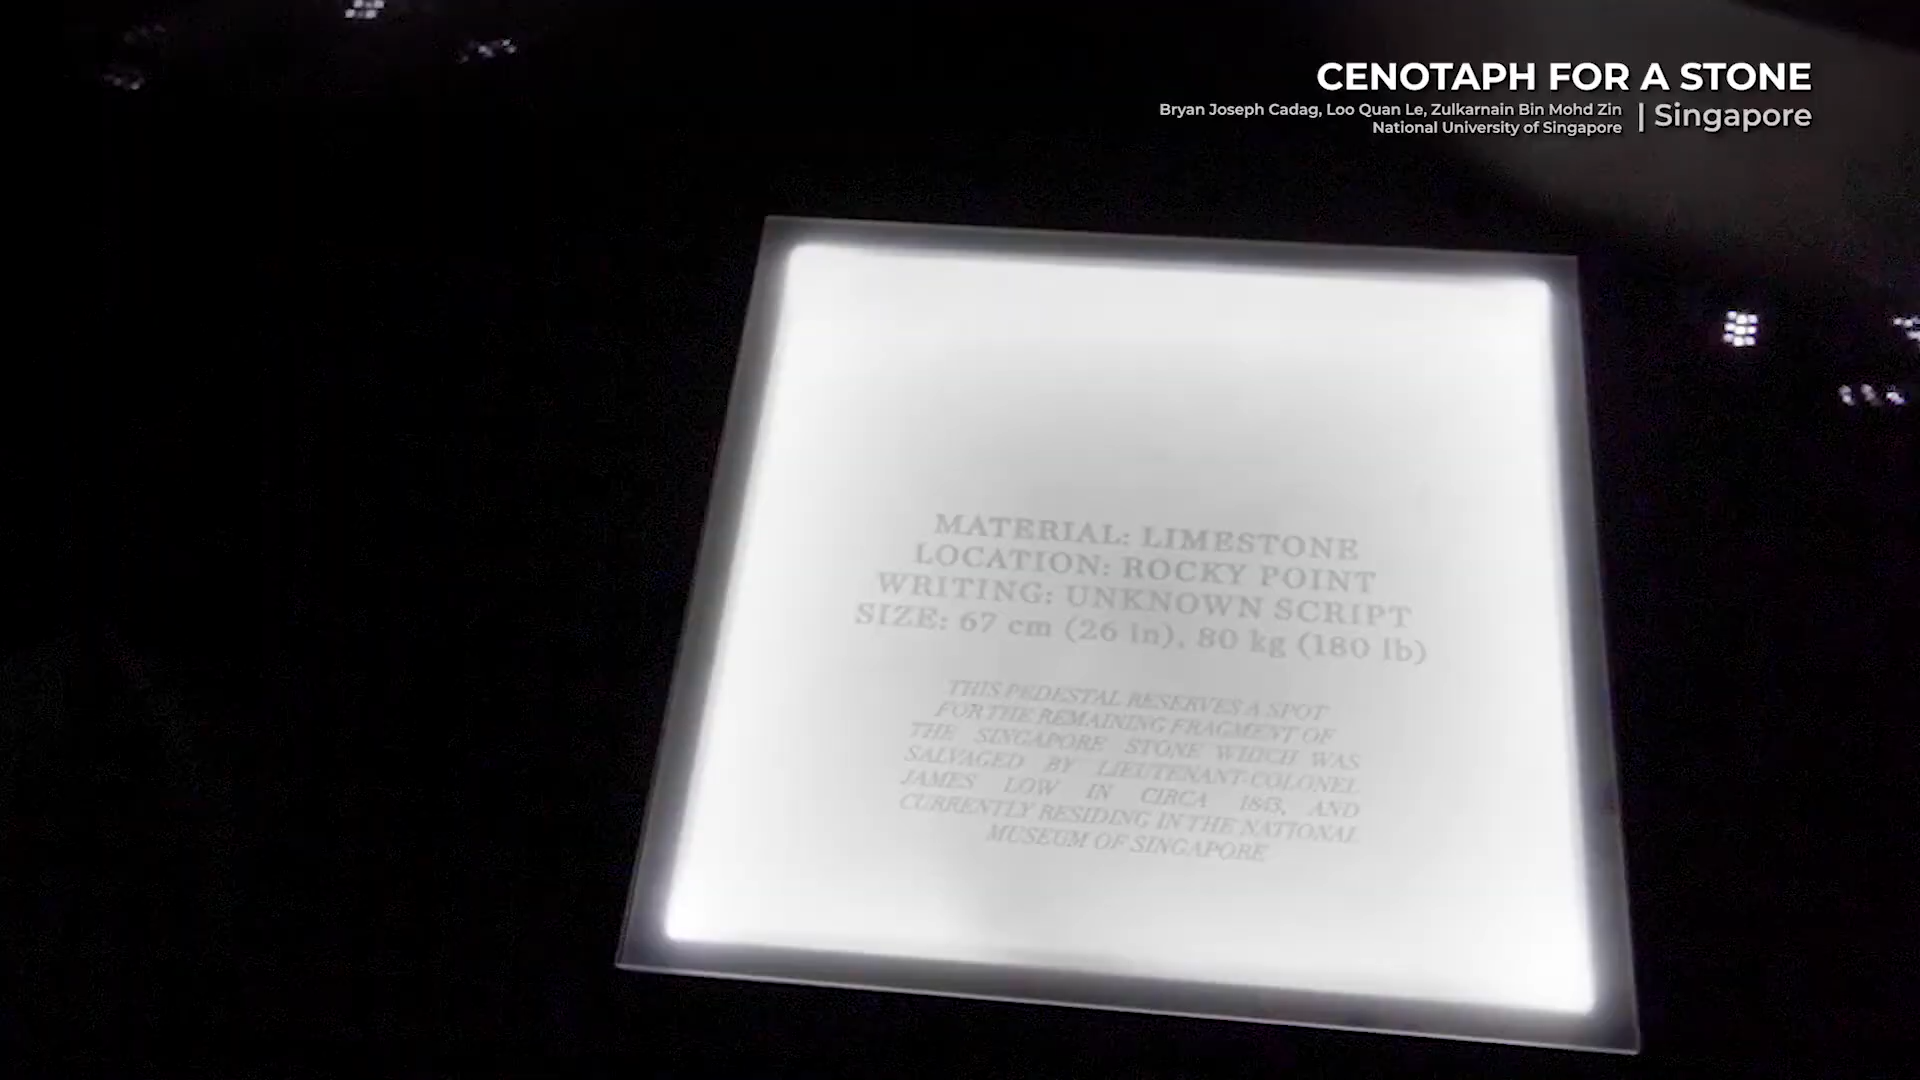 CENOTAPH FOR A STONE
Bryan Joseph Cadag, Loo Quan Le, Zulkarnain Bin Mohd Zin
National University of Singapore
| Singapore
MATERIAL: LIMESTONE
LOCATION: ROCKY POINT
WRITING: UNKNOWN SCRIPT
SIZE: 67 cm (26 in), 80 kg (180 lb)
THIS PEDESTAL RESERVES A SPOT
FOR THE REMAINING FRAGMENT OF
THE SINGAPORE STONE WHICH WAS
SALVAGED BY LIEUTENANT-COLONEL
JAMES LOW IN CIRCA 1843, AND
CURRENTLY RESIDING IN THE NATIONAL
MUSEUM OF SINGAPORE